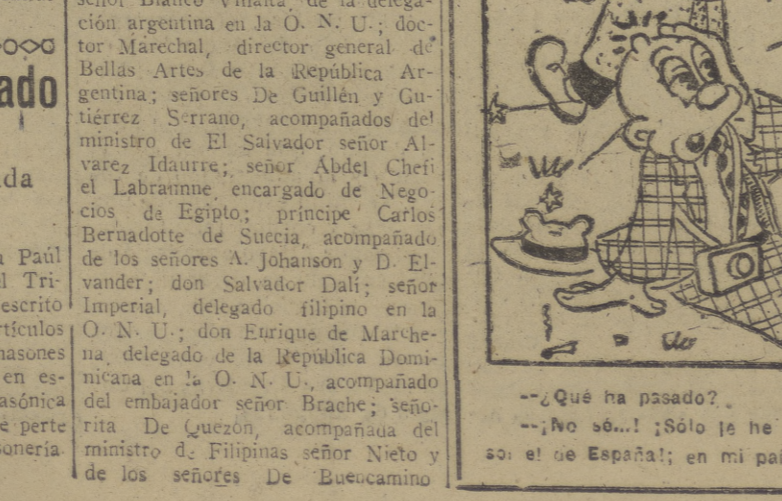 ado
da
Paúl
Tri-
escrito
rtículos
masones
en es-
asónica
e perte
sonería
señor Blanco Villalta, de la delega-
ción argentina en la O. N. U.; doc-
tor Marechal, director general de
Bellas Artes de la República Ar-
gentina; señores De Guillén y Gu-
tiérrez Serrano, acompañados del
ministro de El Salvador señor Al-
varez Idaurre; señor Abdel Chefi
el Labraunne encargado de Nego-
cios de Egipto; príncipe Carlos
Bernadotte de Suecia, acompañado
de los señores A. Johanson y D. El-
vander; don Salvador Dalí; señor
Imperial, delegado filipino en la
O. N. U.; don Enrique de Marche-
na, delegado de la República Domi-
nicana en la O. N. U., acompañado
del embajador señor Brache; seño-
rita De Quezón, acompañada del
ministro de Filipinas señor Nieto y
de los señores De Buencamino
--¿Qué ha pasado?
--¡No sé...! ¡Sólo le he
sol el de España!; en mi paí